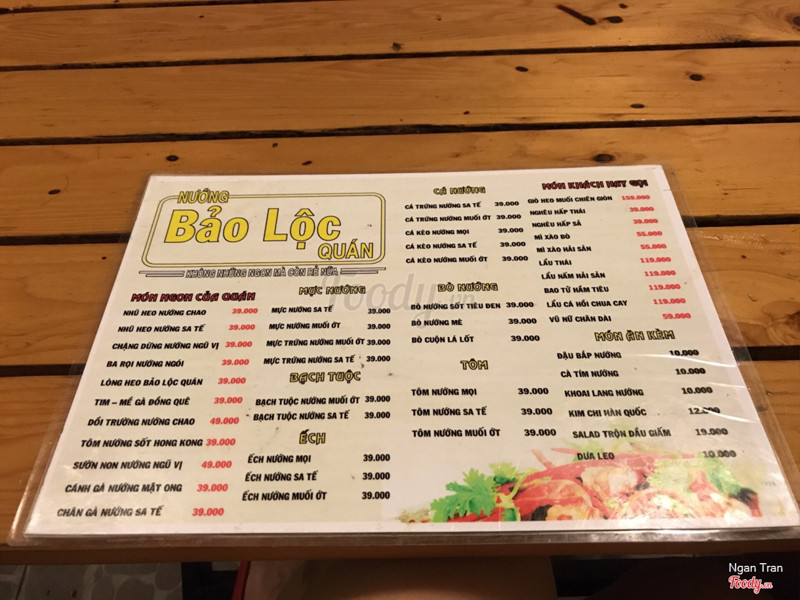 NƯỚNG
Bảo Lộc
QUÁN
KHÔNG NHỮNG NGON MÀ CÒN RẺ NỮA
MÓN NGON CỦA QUÁN
NHŨ HEO NƯỚNG CHAO 39.000
NHŨ HEO NƯỚNG SA TẾ 39.000
CHẠNG DỪNG NƯỚNG NGŨ VỊ 39.000
BA RỌI NƯỚNG NGÓI 39.000
LÒNG HEO BẢO LỘC QUÁN 39.000
TIM – MỀ GÀ ĐỒNG QUÊ 39.000
DỒI TRƯỜNG NƯỚNG CHAO 49.000
TÔM NƯỚNG SỐT HONG KONG 39.000
SƯỜN NON NƯỚNG NGŨ VỊ 49.000
CÁNH GÀ NƯỚNG MẬT ONG 39.000
CHÂN GÀ NƯỚNG SA TẾ 39.000
MỰC NƯỚNG
MỰC NƯỚNG SA TẾ 39.000
MỰC NƯỚNG MUỐI ỚT 39.000
MỰC TRỨNG NƯỚNG MUỐI ỚT 39.000
MỰC TRỨNG NƯỚNG SA TẾ 39.000
BẠCH TUỘC
BẠCH TUỘC NƯỚNG MUỐI ỚT 39.000
BẠCH TUỘC NƯỚNG SA TẾ 39.000
ẾCH
ẾCH NƯỚNG MỌI 39.000
ẾCH NƯỚNG SA TẾ 39.000
ẾCH NƯỚNG MUỐI ỚT 39.000
CÁ NƯỚNG
CÁ TRỨNG NƯỚNG SA TẾ 39.000
CÁ TRỨNG NƯỚNG MUỐI ỚT 39.000
CÁ KÈO NƯỚNG MỌI 39.000
CÁ KÈO NƯỚNG SA TẾ 39.000
CÁ KÈO NƯỚNG MUỐI ỚT 39.000
BÒ NƯỚNG
BÒ NƯỚNG SỐT TIÊU ĐEN 39.000
BÒ NƯỚNG MÈ 39.000
BÒ CUỘN LÁ LỐT 39.000
TÔM
TÔM NƯỚNG MỌI 39.000
TÔM NƯỚNG SA TẾ 39.000
TÔM NƯỚNG MUỐI ỚT 39.000
MÓN KHÁCH HAY GỌI
GIÒ HEO MUỐI CHIÊN GIÒN 159.000
NGHÊU HẤP THÁI 39.000
NGHÊU HẤP SẢ 39.000
MÌ XÀO BÒ 55.000
MÌ XÀO HẢI SẢN 55.000
LẨU THÁI 119.000
LẨU NẤM HẢI SẢN 119.000
BAO TỬ HẦM TIÊU 119.000
LẨU CÁ HỒI CHUA CAY 119.000
VŨ NỮ CHÂN DÀI 59.000
MÓN ĂN KÈM
ĐẬU BẮP NƯỚNG 10.000
CÀ TÍM NƯỚNG 10.000
KHOAI LANG NƯỚNG 10.000
KIM CHI HÀN QUỐC 12.000
SALAD TRỘN DẦU GIẤM 19.000
DƯA LEO 10.000
foody.vn
Ngan Tran
Foody.vn